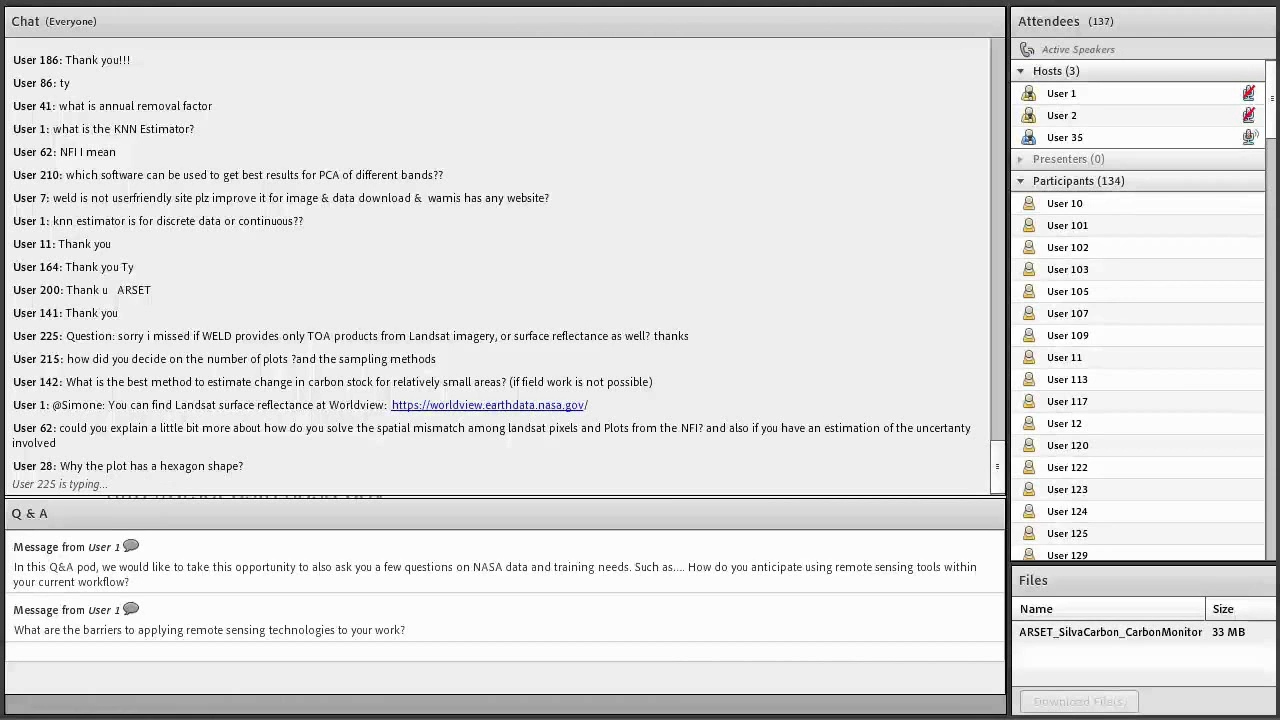 Chat (Everyone)
User 186: Thank you!!!
User 86: ty
User 41: what is annual removal factor
User 1: what is the KNN Estimator?
User 62: NFI I mean
User 210: which software can be used to get best results for PCA of different bands??
User 7: weld is not userfriendly site plz improve it for image & data download & wamis has any website?
User 1: knn estimator is for discrete data or continuous??
User 11: Thank you
User 164: Thank you Ty
User 200: Thank u ARSET
User 141: Thank you
User 225: Question: sorry i missed if WELD provides only TOA products from Landsat imagery, or surface reflectance as well? thanks
User 215: how did you decide on the number of plots ?and the sampling methods
User 142: What is the best method to estimate change in carbon stock for relatively small areas? (if field work is not possible)
User 1: @Simone: You can find Landsat surface reflectance at Worldview: https://worldview.earthdata.nasa.gov/
User 62: could you explain a little bit more about how do you solve the spatial mismatch among landsat pixels and Plots from the NFI? and also if you have an estimation of the uncertanty
involved
User 28: Why the plot has a hexagon shape?
User 225 is typing...
Q & A
Message from User 1
In this Q&A pod, we would like to take this opportunity to also ask you a few questions on NASA data and training needs. Such as.... How do you anticipate using remote sensing tools within
your current workflow?
Message from User 1
What are the barriers to applying remote sensing technologies to your work?
Attendees (137)
Active Speakers
Hosts (3)
User 1
User 2
User 35
Presenters (0)
Participants (134)
User 10
User 101
User 102
User 103
User 105
User 107
User 109
User 11
User 113
User 117
User 12
User 120
User 122
User 123
User 124
User 125
User 129
Files
Name Size
ARSET_SilvaCarbon_CarbonMonitor 33 MB
Download File(s)